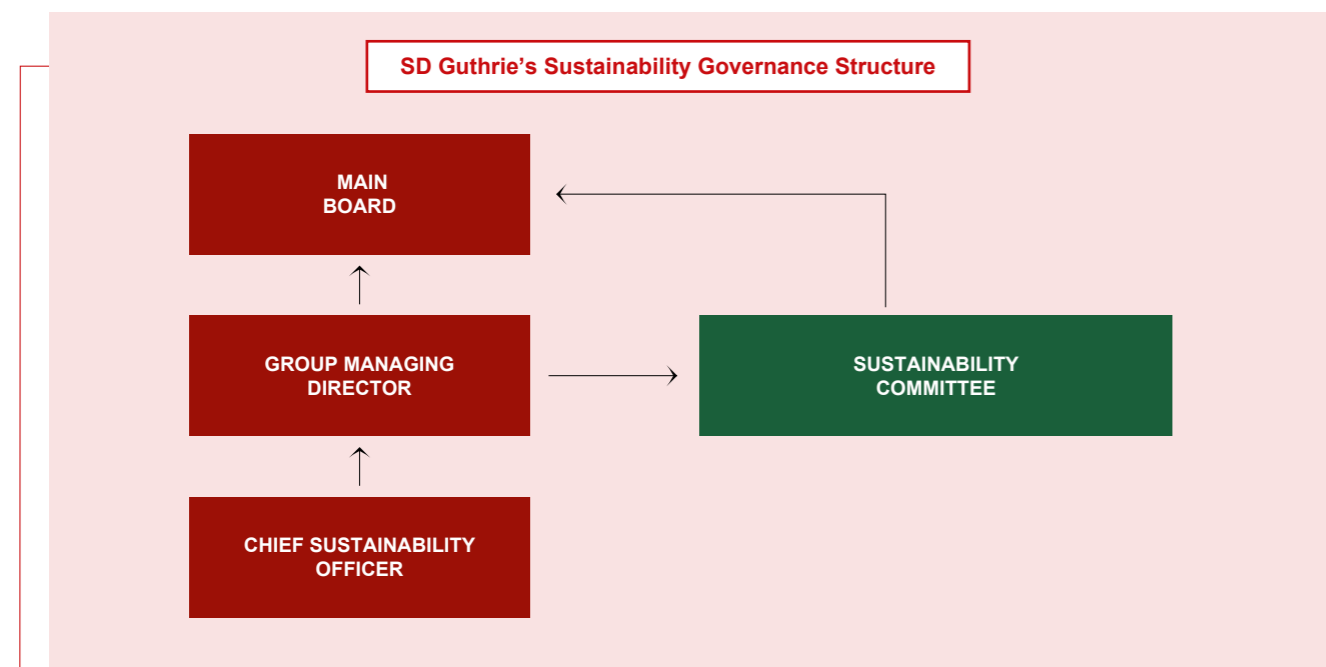 SD Guthrie’s Sustainability Governance Structure
MAIN
BOARD
GROUP MANAGING
DIRECTOR
SUSTAINABILITY
COMMITTEE
CHIEF SUSTAINABILITY
OFFICER